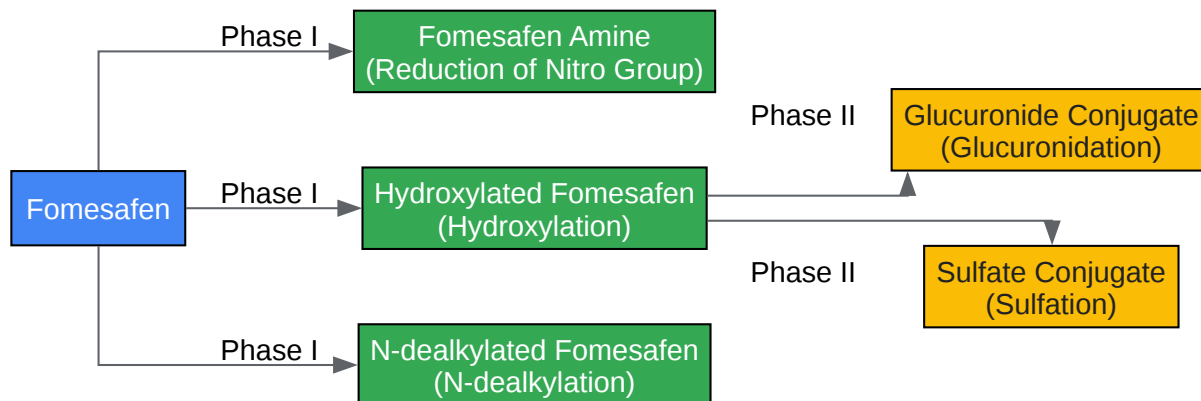 Phase I
Fomesafen Amine
(Reduction of Nitro Group)
Phase II
Glucuronide Conjugate
(Glucuronidation)
Fomesafen
Phase I
Hydroxylated Fomesafen
(Hydroxylation)
Phase II
Sulfate Conjugate
(Sulfation)
Phase I
N-dealkylated Fomesafen
(N-dealkylation)